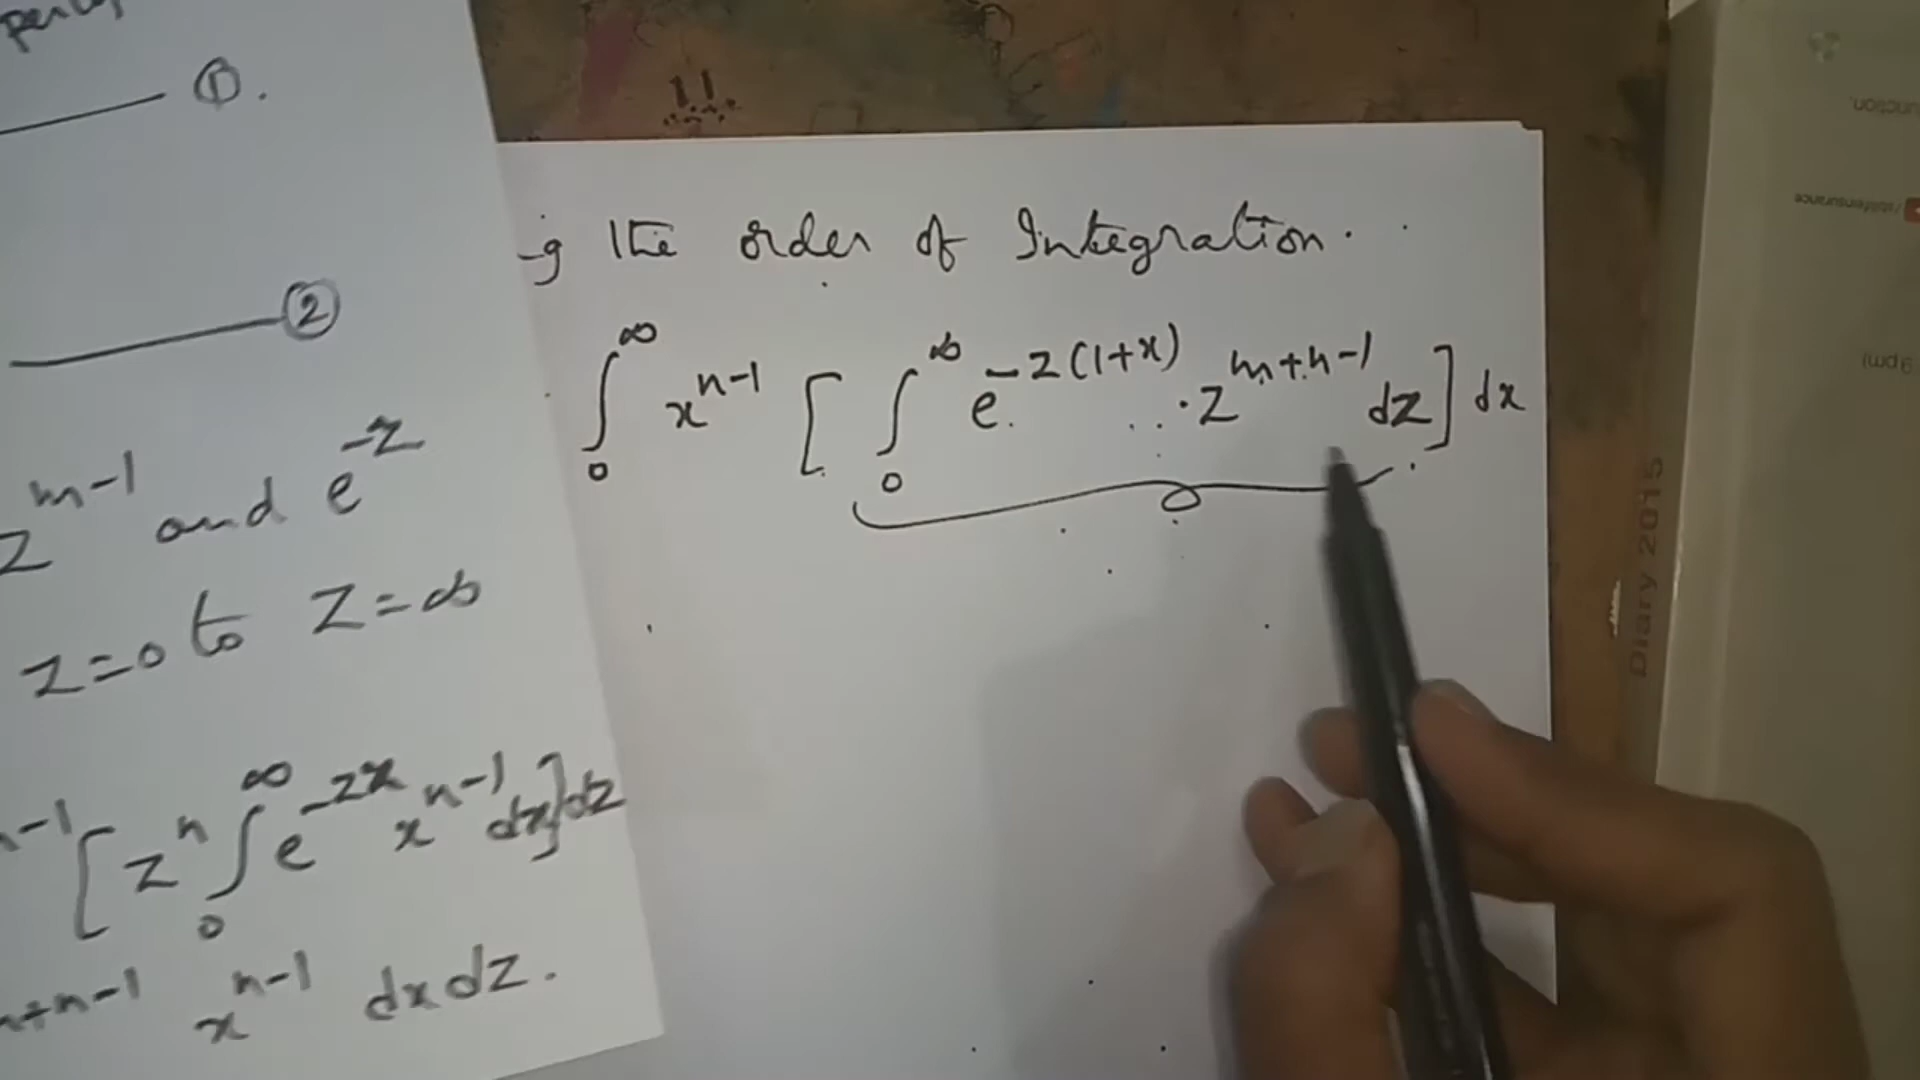 ①.
②
z^{m-1} and e^{-z}
z=0 to z=∞
n-1 [z^n ∫_0^∞ e^{-zx} x^{n-1} dx] dz
m+n-1 x^{n-1} dx dz.
-g the order of Integration.
∫_0^∞ x^{n-1} [∫_0^∞ e^{-z(1+x)} . z^{m+n-1} dz] dx
Diary 2015
9pm)